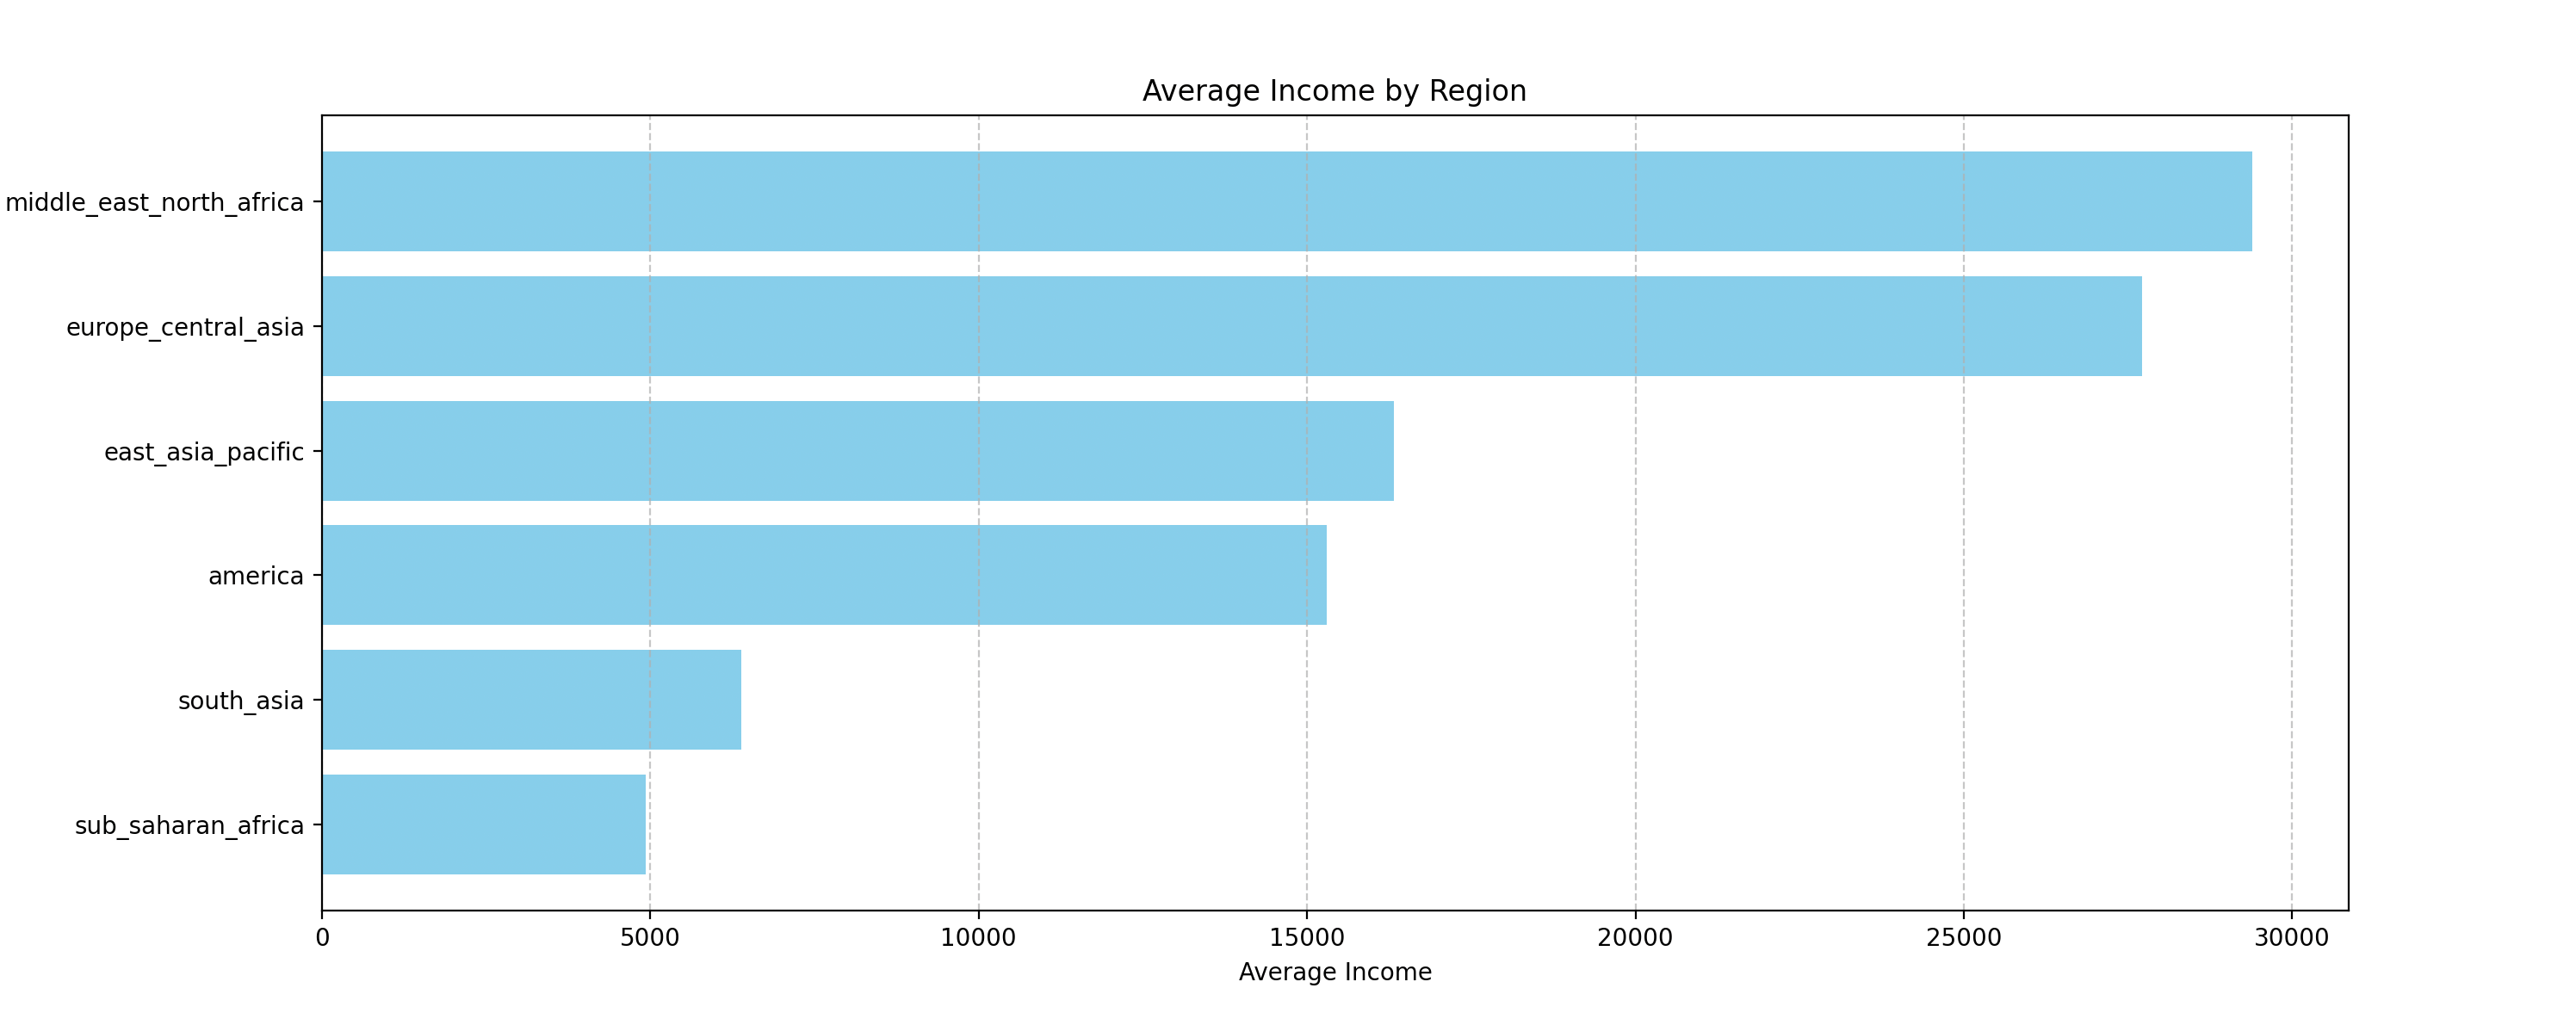 Average Income by Region
middle_east_north_africa
europe_central_asia
east_asia_pacific
america
south_asia
sub_saharan_africa
0 5000 10000 15000 20000 25000 30000
Average Income